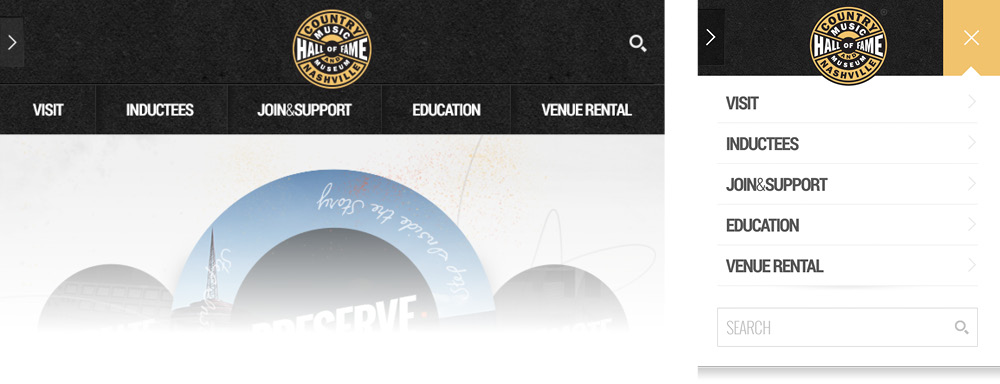 COUNTRY
MUSIC
HALL OF FAME
AND
MUSEUM
NASHVILLE
VISIT
INDUCTEES
JOIN&SUPPORT
EDUCATION
VENUE RENTAL
Step Inside the Story
PRESERVE
COUNTRY
MUSIC
HALL OF FAME
AND
MUSEUM
NASHVILLE
VISIT
INDUCTEES
JOIN&SUPPORT
EDUCATION
VENUE RENTAL
SEARCH